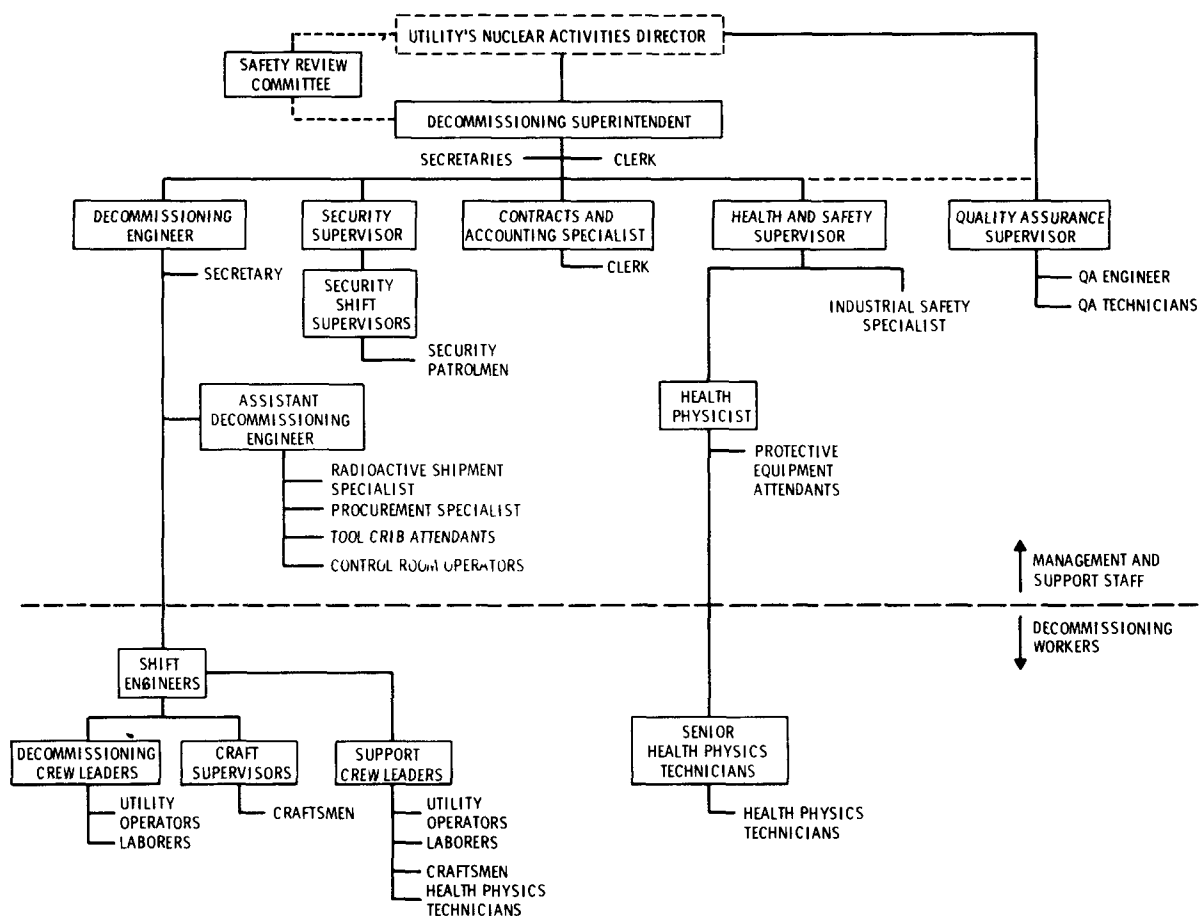 UTILITY'S NUCLEAR ACTIVITIES DIRECTOR
SAFETY REVIEW
COMMITTEE
DECOMMISSIONING SUPERINTENDENT
SECRETARIES
CLERK
DECOMMISSIONING
ENGINEER
SECURITY
SUPERVISOR
CONTRACTS AND
ACCOUNTING SPECIALIST
HEALTH AND SAFETY
SUPERVISOR
QUALITY ASSURANCE
SUPERVISOR
SECRETARY
SECURITY
SHIFT
SUPERVISORS
CLERK
INDUSTRIAL SAFETY
SPECIALIST
QA ENGINEER
QA TECHNICIANS
SECURITY
PATROLMEN
ASSISTANT
DECOMMISSIONING
ENGINEER
HEALTH
PHYSICIST
RADIOACTIVE SHIPMENT
SPECIALIST
PROCUREMENT SPECIALIST
TOOL CRIB ATTENDANTS
CONTROL ROOM OPERATORS
PROTECTIVE
EQUIPMENT
ATTENDANTS
MANAGEMENT AND
SUPPORT STAFF
DECOMMISSIONING
WORKERS
SHIFT
ENGINEERS
DECOMMISSIONING
CREW LEADERS
CRAFT
SUPERVISORS
SUPPORT
CREW LEADERS
SENIOR
HEALTH PHYSICS
TECHNICIANS
UTILITY
OPERATORS
LABORERS
CRAFTSMEN
UTILITY
OPERATORS
LABORERS
CRAFTSMEN
HEALTH PHYSICS
TECHNICIANS
HEALTH PHYSICS
TECHNICIANS